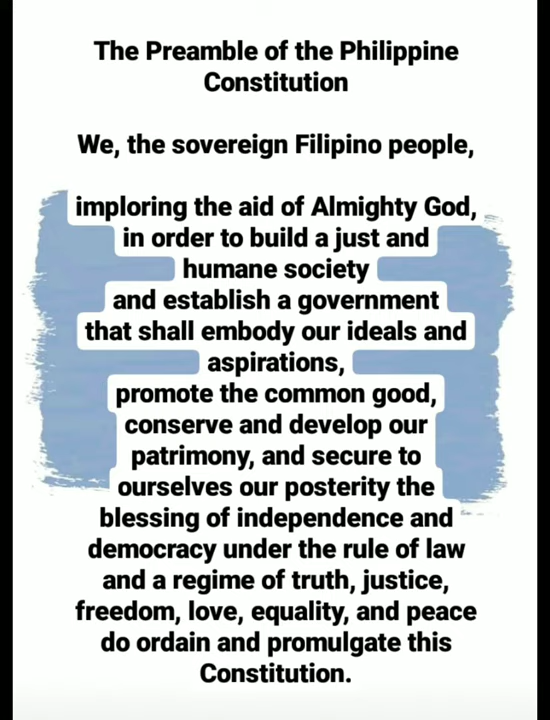 The Preamble of the Philippine
Constitution
We, the sovereign Filipino people,
imploring the aid of Almighty God,
in order to build a just and
humane society
and establish a government
that shall embody our ideals and
aspirations,
promote the common good,
conserve and develop our
patrimony, and secure to
ourselves our posterity the
blessing of independence and
democracy under the rule of law
and a regime of truth, justice,
freedom, love, equality, and peace
do ordain and promulgate this
Constitution.